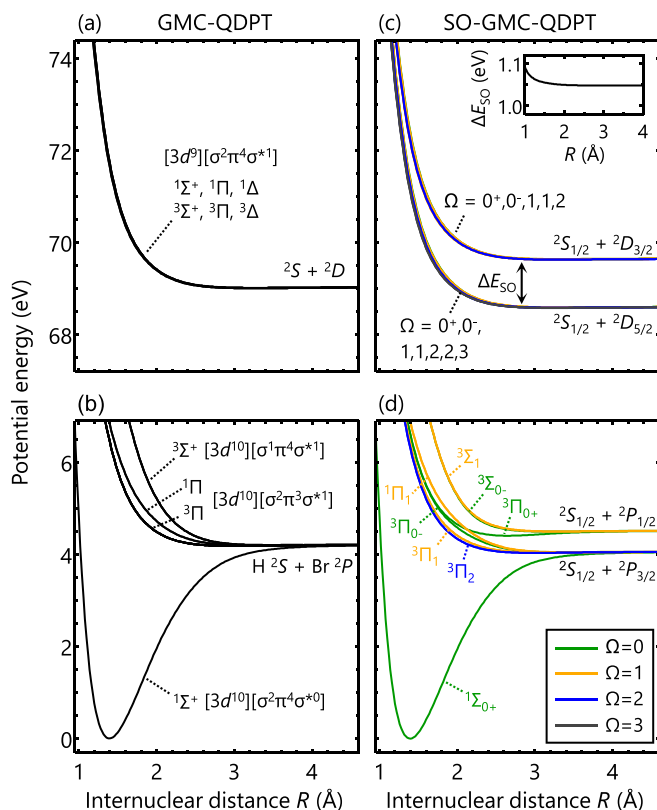 GMC-QDPT
SO-GMC-QDPT
Potential energy (eV)
(a)
74
72
70
68
[3d⁹][σ²π⁴σ*¹]
¹Σ⁺, ¹Π, ¹Δ
³Σ⁺, ³Π, ³Δ
²S + ²D
(c)
ΔE_SO (eV)
1.1
1.0
1 2 3 4
R (Å)
Ω = 0⁺,0⁻,1,1,2
²S₁/₂ + ²D₃/₂
ΔE_SO
²S₁/₂ + ²D₅/₂
Ω = 0⁺,0⁻,
1,1,2,2,3
(b)
6
4
2
0
³Σ⁺ [3d¹⁰][σ¹π⁴σ*¹]
¹Π
³Π
[3d¹⁰][σ²π³σ*¹]
H ²S + Br ²P
¹Σ⁺ [3d¹⁰][σ²π⁴σ*⁰]
1 2 3 4
Internuclear distance R (Å)
(d)
³Σ₁
³Σ₀₋
¹Π₁
³Π₀₊
³Π₀₋
³Π₁
³Π₂
²S₁/₂ + ²P₁/₂
²S₁/₂ + ²P₃/₂
¹Σ₀₊
Ω=0
Ω=1
Ω=2
Ω=3
1 2 3 4
Internuclear distance R (Å)